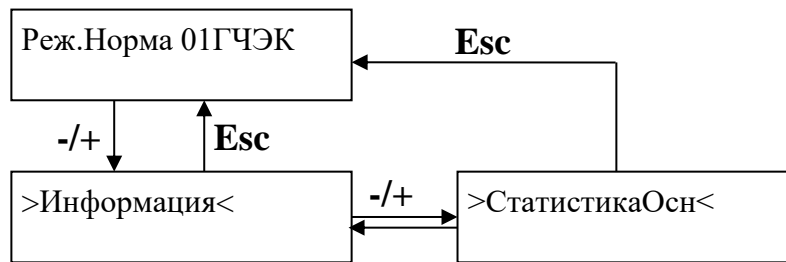 Реж.Норма 01ГЧЭК
Esc
-/+
Esc
>Информация<
-/+
>СтатистикаОсн<